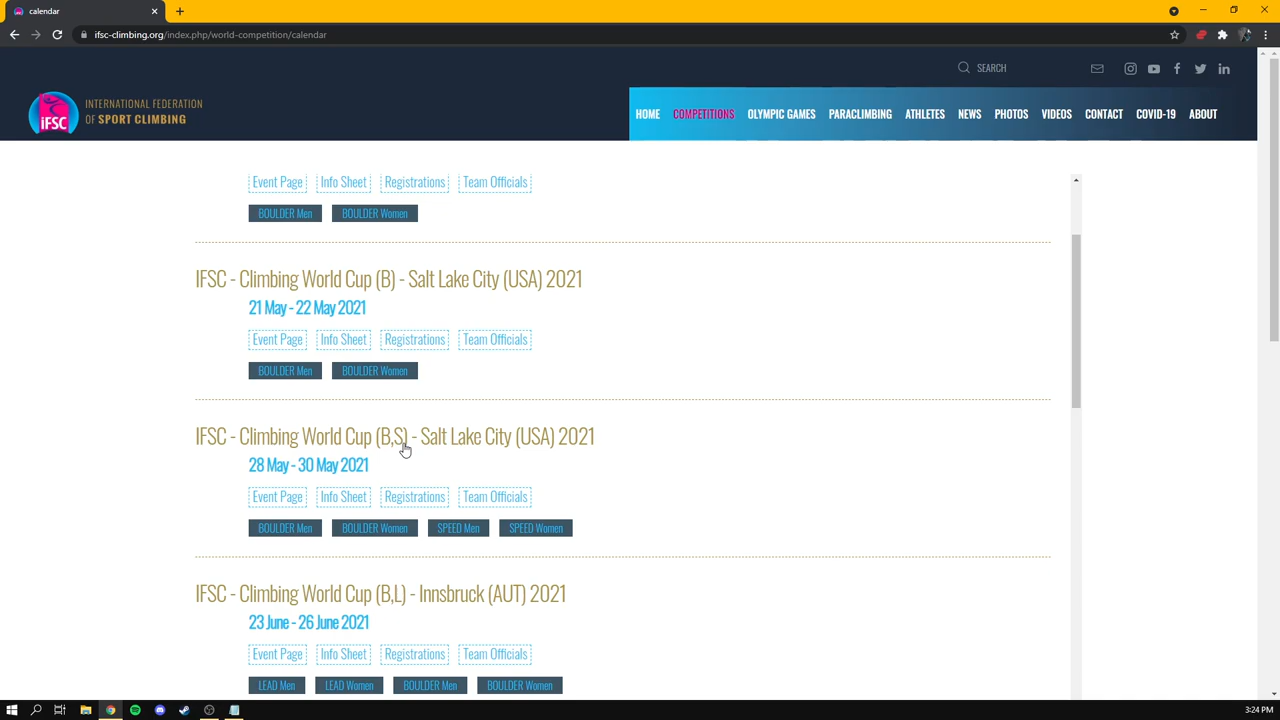 calendar
ifsc-climbing.org/index.php/world-competition/calendar
SEARCH
IFSC
INTERNATIONAL FEDERATION
OF SPORT CLIMBING
HOME COMPETITIONS OLYMPIC GAMES PARACLIMBING ATHLETES NEWS PHOTOS VIDEOS CONTACT COVID-19 ABOUT
Event Page Info Sheet Registrations Team Officials
BOULDER Men BOULDER Women
IFSC - Climbing World Cup (B) - Salt Lake City (USA) 2021
21 May - 22 May 2021
Event Page Info Sheet Registrations Team Officials
BOULDER Men BOULDER Women
IFSC - Climbing World Cup (B,S) - Salt Lake City (USA) 2021
28 May - 30 May 2021
Event Page Info Sheet Registrations Team Officials
BOULDER Men BOULDER Women SPEED Men SPEED Women
IFSC - Climbing World Cup (B,L) - Innsbruck (AUT) 2021
23 June - 26 June 2021
Event Page Info Sheet Registrations Team Officials
LEAD Men LEAD Women BOULDER Men BOULDER Women
3:24 PM